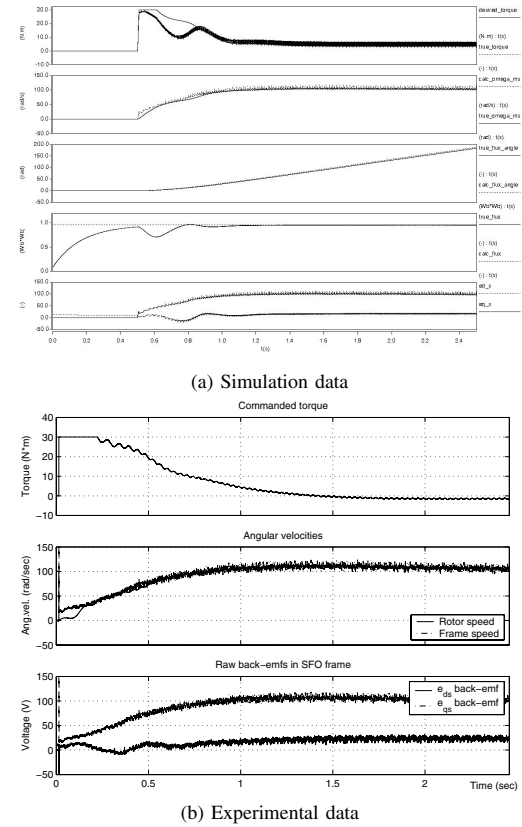 desired_torque
30.0
20.0
10.0
0.0
-10.0
(N.m)
(N.m) : t(s)
true_torque
(-) : t(s)
calc_omega_ms
150.0
100.0
50.0
0.0
-50.0
(rad/s)
(rad/s) : t(s)
true_omega_ms
(rad) : t(s)
true_flux_angle
200.0
150.0
100.0
50.0
0.0
(rad)
(-) : t(s)
calc_flux_angle
(Wb*Wb) : t(s)
true_flux
1.0
0.5
0.0
(Wb*Wb)
(-) : t(s)
calc_flux
(-) : t(s)
ed_s
150.0
100.0
50.0
0.0
-50.0
(-)
eq_s
0.0 0.2 0.4 0.6 0.8 1.0 1.2 1.4 1.6 1.8 2.0 2.2 2.4
t(s)
(a) Simulation data
Commanded torque
40
30
20
10
0
−10
Torque (N*m)
Angular velocities
150
100
50
0
−50
Ang.vel. (rad/sec)
Rotor speed
Frame speed
Raw back−emfs in SFO frame
150
100
50
0
−50
Voltage (V)
e_ds back−emf
e_qs back−emf
0 0.5 1 1.5 2 Time (sec)
(b) Experimental data